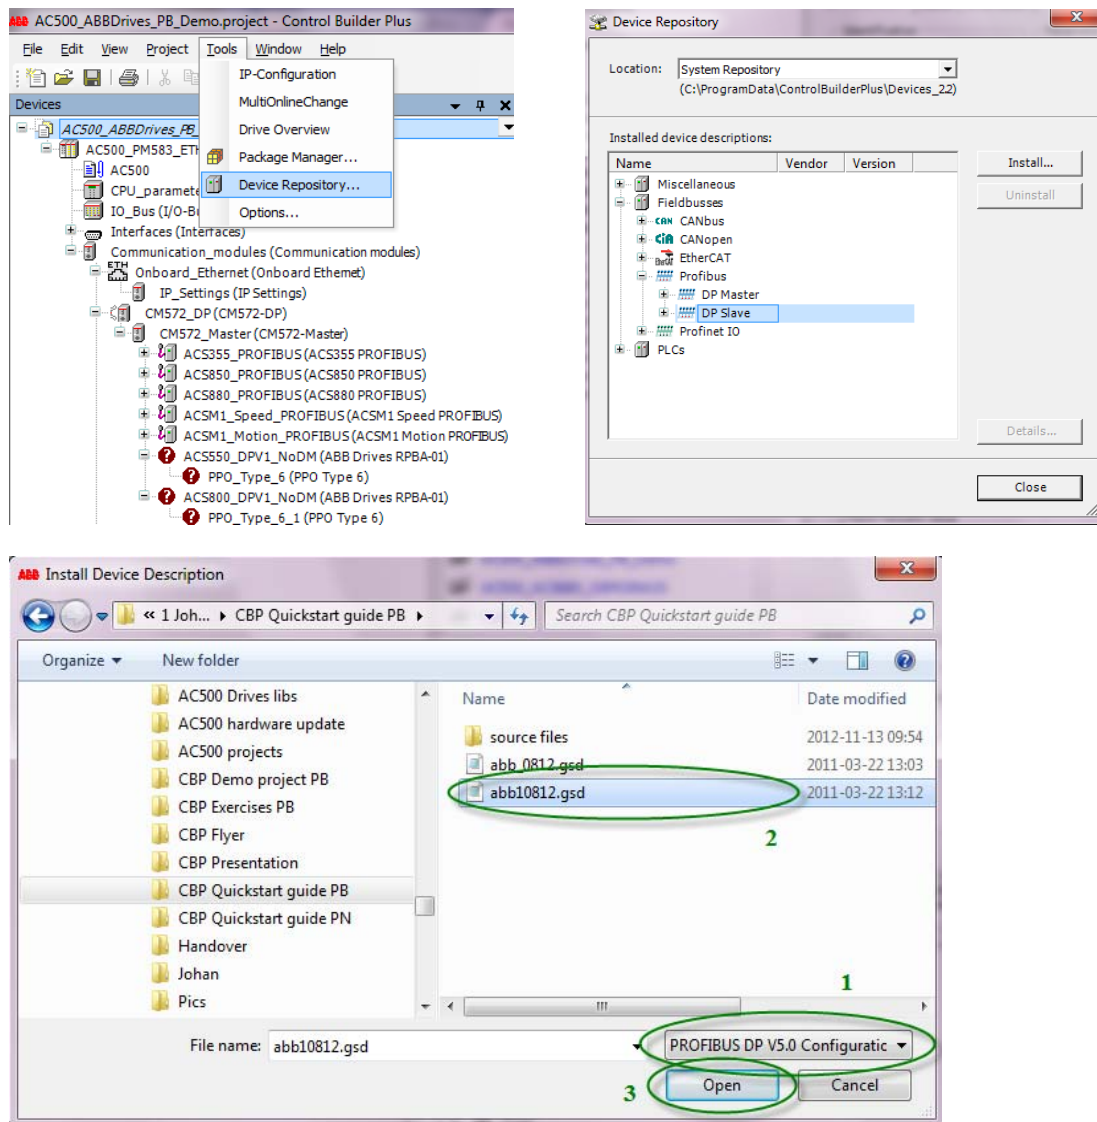 ABB AC500_ABBDrives_PB_Demo.project - Control Builder Plus
File Edit View Project Tools Window Help
IP-Configuration
MultiOnlineChange
Drive Overview
Package Manager...
Device Repository...
Options...
Devices
AC500_ABBDrives_PB_
AC500_PM583_ETH
AC500
CPU_paramete
IO_Bus (I/O-Bu
Interfaces (Interfaces)
Communication_modules (Communication modules)
ETH
Onboard_Ethernet (Onboard Ethernet)
IP_Settings (IP Settings)
CM572_DP (CM572-DP)
CM572_Master (CM572-Master)
ACS355_PROFIBUS (ACS355 PROFIBUS)
ACS850_PROFIBUS (ACS850 PROFIBUS)
ACS880_PROFIBUS (ACS880 PROFIBUS)
ACSM1_Speed_PROFIBUS (ACSM1 Speed PROFIBUS)
ACSM1_Motion_PROFIBUS (ACSM1 Motion PROFIBUS)
ACS550_DPV1_NoDM (ABB Drives RPBA-01)
PPO_Type_6 (PPO Type 6)
ACS800_DPV1_NoDM (ABB Drives RPBA-01)
PPO_Type_6_1 (PPO Type 6)
Device Repository
Location: System Repository
(C:\ProgramData\ControlBuilderPlus\Devices_2.2)
Installed device descriptions:
Name Vendor Version
Miscellaneous
Fieldbusses
CAN CANbus
CiA CANopen
EtherCAT
Profibus
DP Master
DP Slave
Profinet IO
PLCs
Install...
Uninstall
Details...
Close
ABB Install Device Description
« 1 Joh... CBP Quickstart guide PB Search CBP Quickstart guide PB
Organize New folder
AC500 Drives libs
AC500 hardware update
AC500 projects
CBP Demo project PB
CBP Exercises PB
CBP Flyer
CBP Presentation
CBP Quickstart guide PB
CBP Quickstart guide PN
Handover
Johan
Pics
Name Date modified
source files 2012-11-13 09:54
abb_0812.gsd 2011-03-22 13:03
abb10812.gsd 2011-03-22 13:12
2
1
File name: abb10812.gsd PROFIBUS DP V5.0 Configuratic
3 Open Cancel